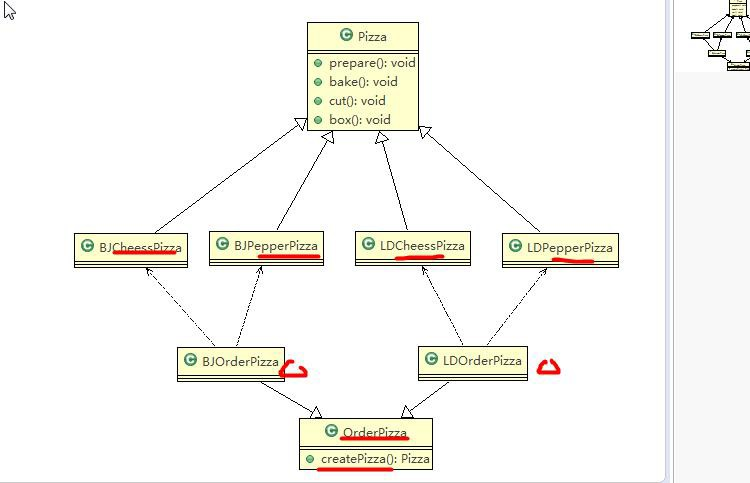 Pizza
prepare(): void
bake(): void
cut(): void
box(): void
BJCheessPizza
BJPepperPizza
LDCheessPizza
LDPepperPizza
BJOrderPizza
LDOrderPizza
OrderPizza
createPizza(): Pizza